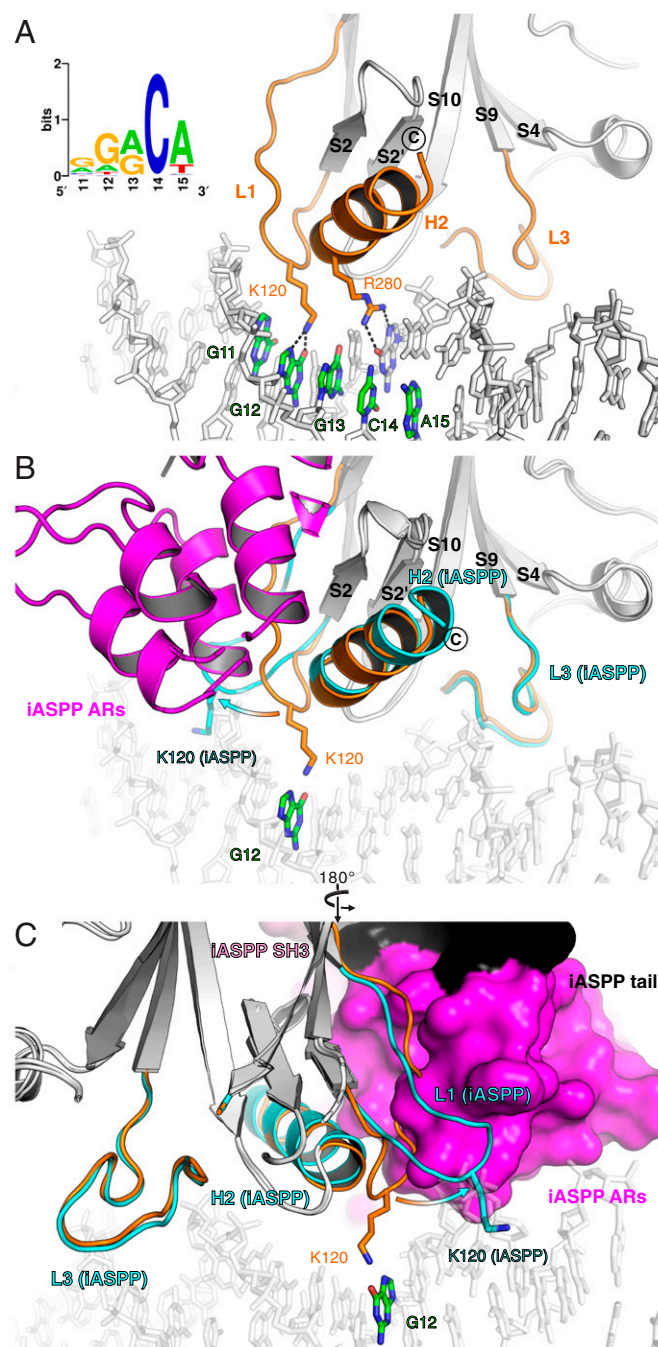 A
2
bits
1
0
5′ 11 12 13 14 15 3′
G G A C A
A A G T
T
L1
S2
S2'
S10
C
H2
S9
S4
L3
K120
R280
G11
G12
G13
C14
A15
B
S2
S2'
S10
H2 (iASPP)
C
S9
S4
L3 (iASPP)
iASPP ARs
K120 (iASPP)
K120
G12
180°
C
iASPP SH3
iASPP tail
L1 (iASPP)
H2 (iASPP)
iASPP ARs
L3 (iASPP)
K120
K120 (iASPP)
G12